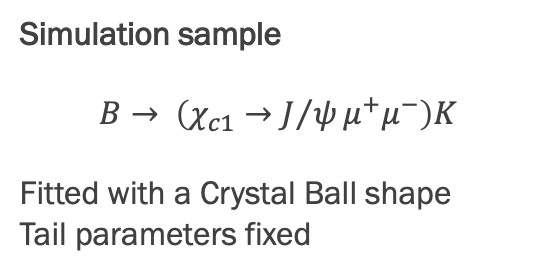 Simulation sample
B → (χc1 → J/ψ μ⁺μ⁻)K
Fitted with a Crystal Ball shape
Tail parameters fixed